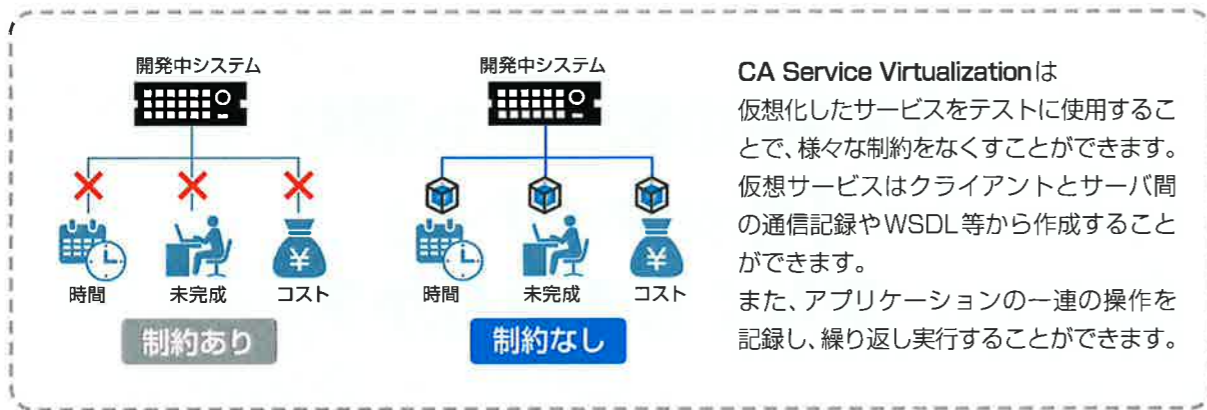 開発中システム
時間
未完成
コスト
制約あり
開発中システム
時間
未完成
コスト
制約なし
CA Service Virtualizationは
仮想化したサービスをテストに使用するこ
とで、様々な制約をなくすことができます。
仮想サービスはクライアントとサーバ間
の通信記録やWSDL等から作成すること
ができます。
また、アプリケーションの一連の操作を
記録し、繰り返し実行することができます。